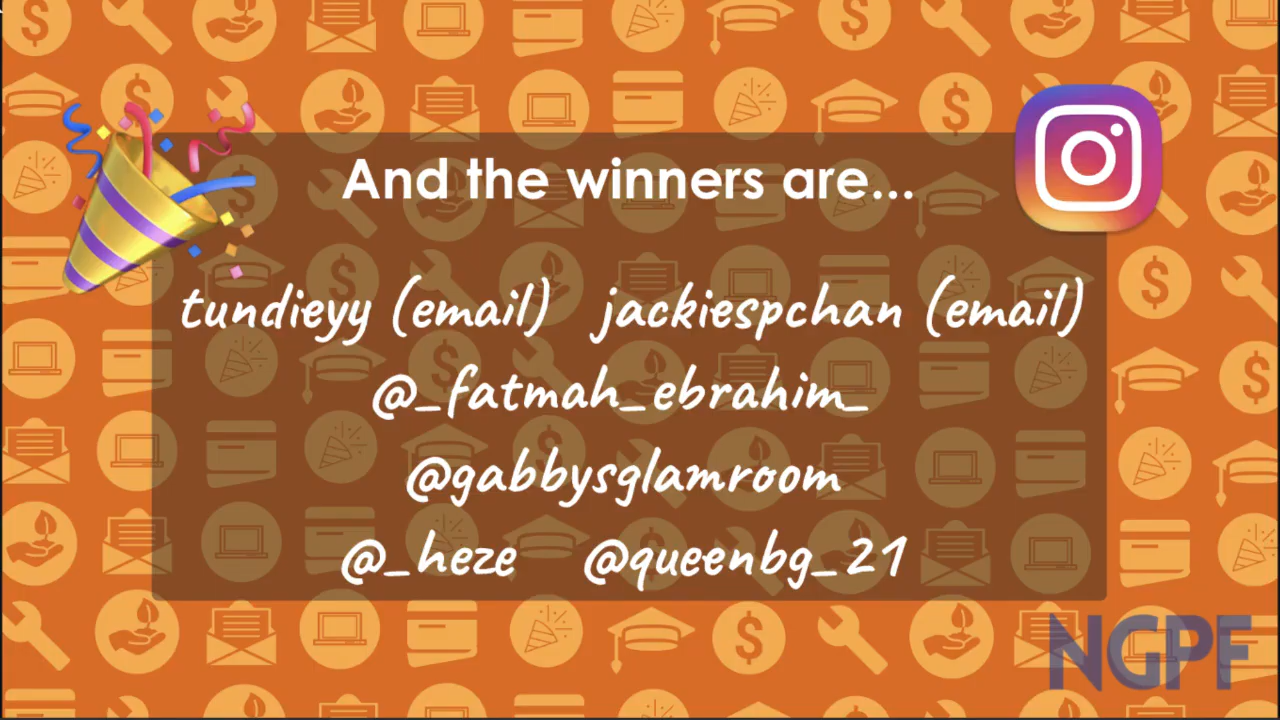 And the winners are...
tundieyy (email) jackiespchan (email)
@_fatmah_ebrahim_
@gabbysglamroom
@_heze @queenbg_21
NGPF